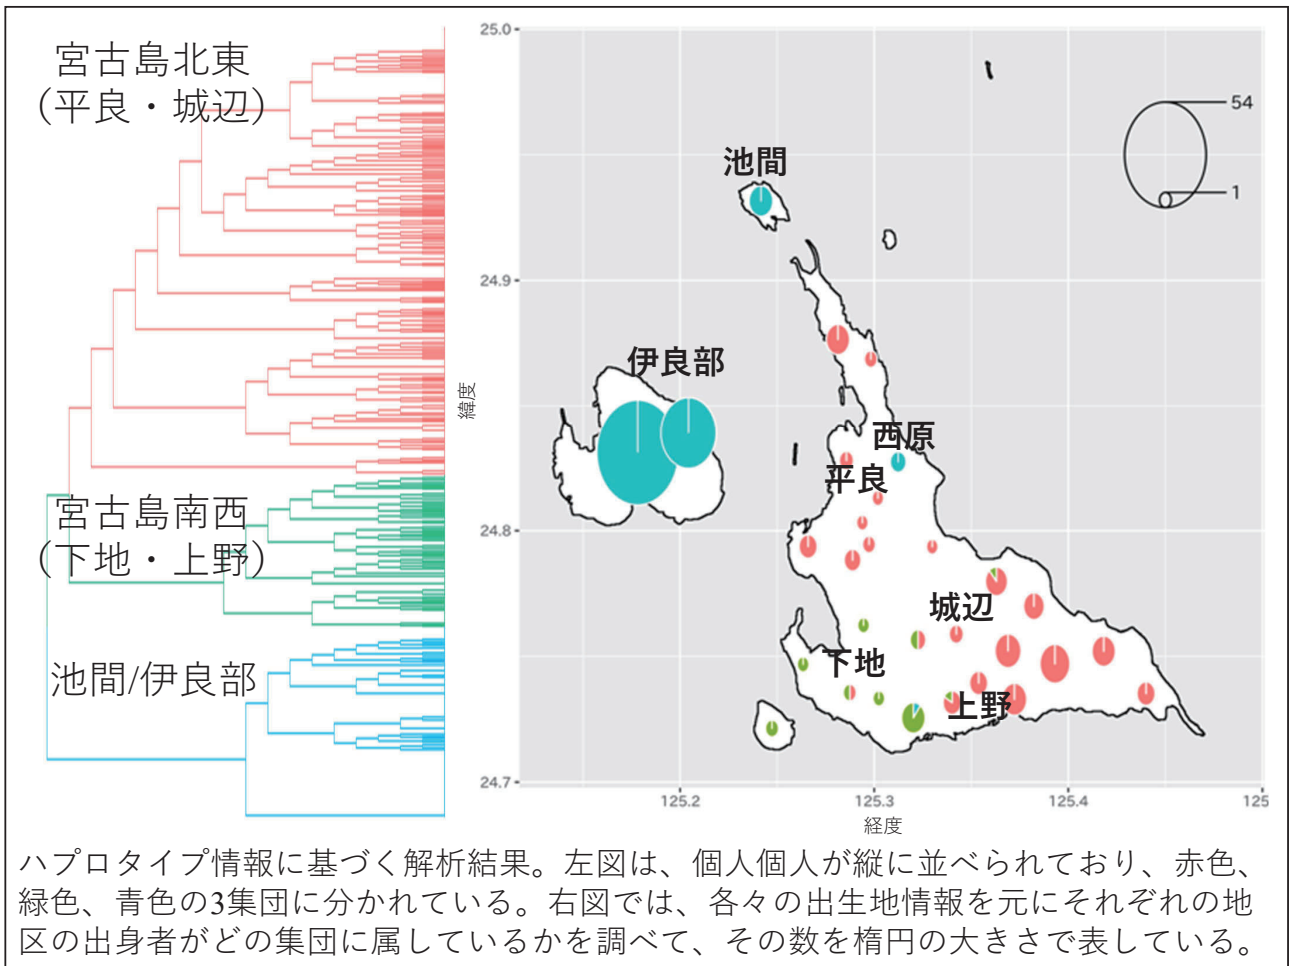 宮古島北東
（平良・城辺）
宮古島南西
（下地・上野）
池間/伊良部
25.0
24.9
24.8
24.7
緯度
54
1
池間
伊良部
西原
平良
城辺
下地
上野
125.2
125.3
125.4
125
経度
ハプロタイプ情報に基づく解析結果。左図は、個人個人が縦に並べられており、赤色、
緑色、青色の3集団に分かれている。右図では、各々の出生地情報を元にそれぞれの地
区の出身者がどの集団に属しているかを調べて、その数を楕円の大きさで表している。